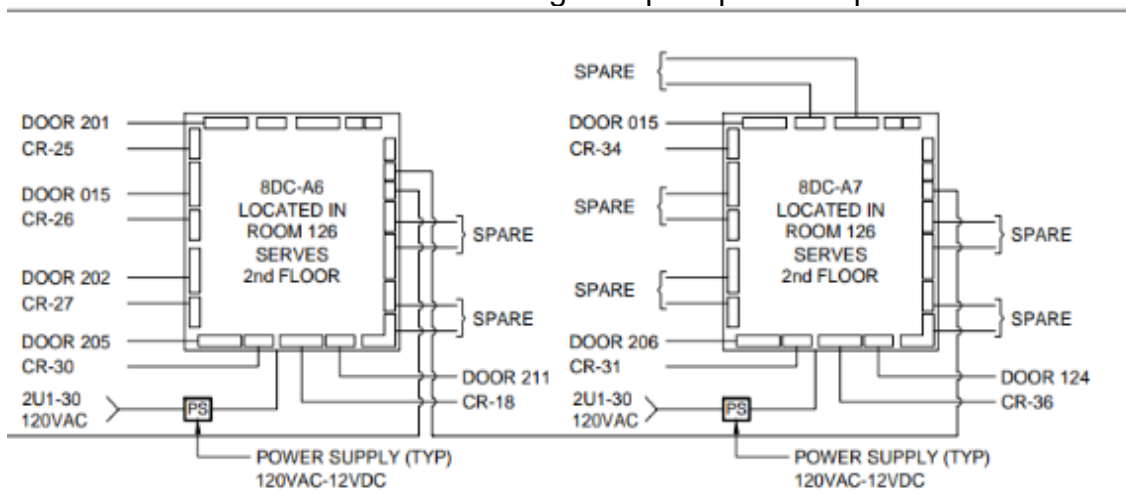 SPARE
DOOR 201
CR-25
DOOR 015
CR-26
DOOR 202
CR-27
DOOR 205
CR-30
2U1-30
120VAC
8DC-A6
LOCATED IN
ROOM 126
SERVES
2nd FLOOR
SPARE
SPARE
DOOR 211
CR-18
PS
POWER SUPPLY (TYP)
120VAC-12VDC
DOOR 015
CR-34
SPARE
SPARE
DOOR 206
CR-31
2U1-30
120VAC
8DC-A7
LOCATED IN
ROOM 126
SERVES
2nd FLOOR
SPARE
SPARE
DOOR 124
CR-36
PS
POWER SUPPLY (TYP)
120VAC-12VDC